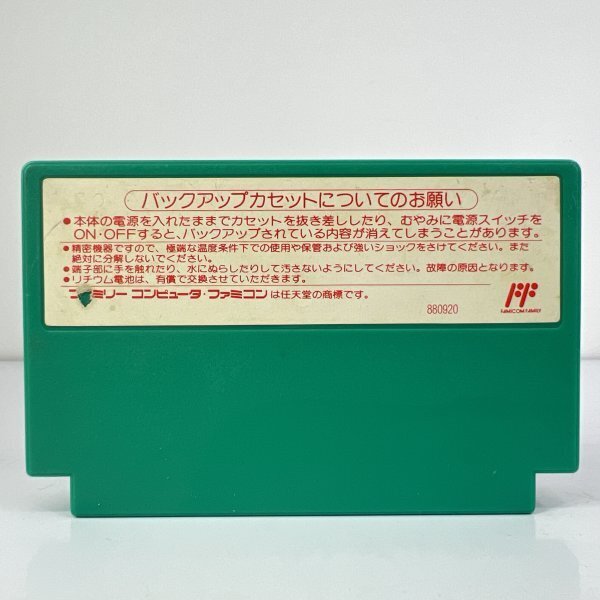 バックアップカセットについてのお願い
●本体の電源を入れたままでカセットを抜き差ししたり、むやみに電源スイッチを
ON・OFFすると、バックアップされている内容が消えてしまうことがあります。
●精密機器ですので、極端な温度条件下での使用や保管および強いショックをさけてください。また
絶対に分解しないでください。
●端子部に手を触れたり、水にぬらしたりして汚さないようにしてください。故障の原因となります。
●リチウム電池は、有償で交換させていただきます。
ファミリー コンピュータ・ファミコンは任天堂の商標です。
880920
FAMICOM FAMILY